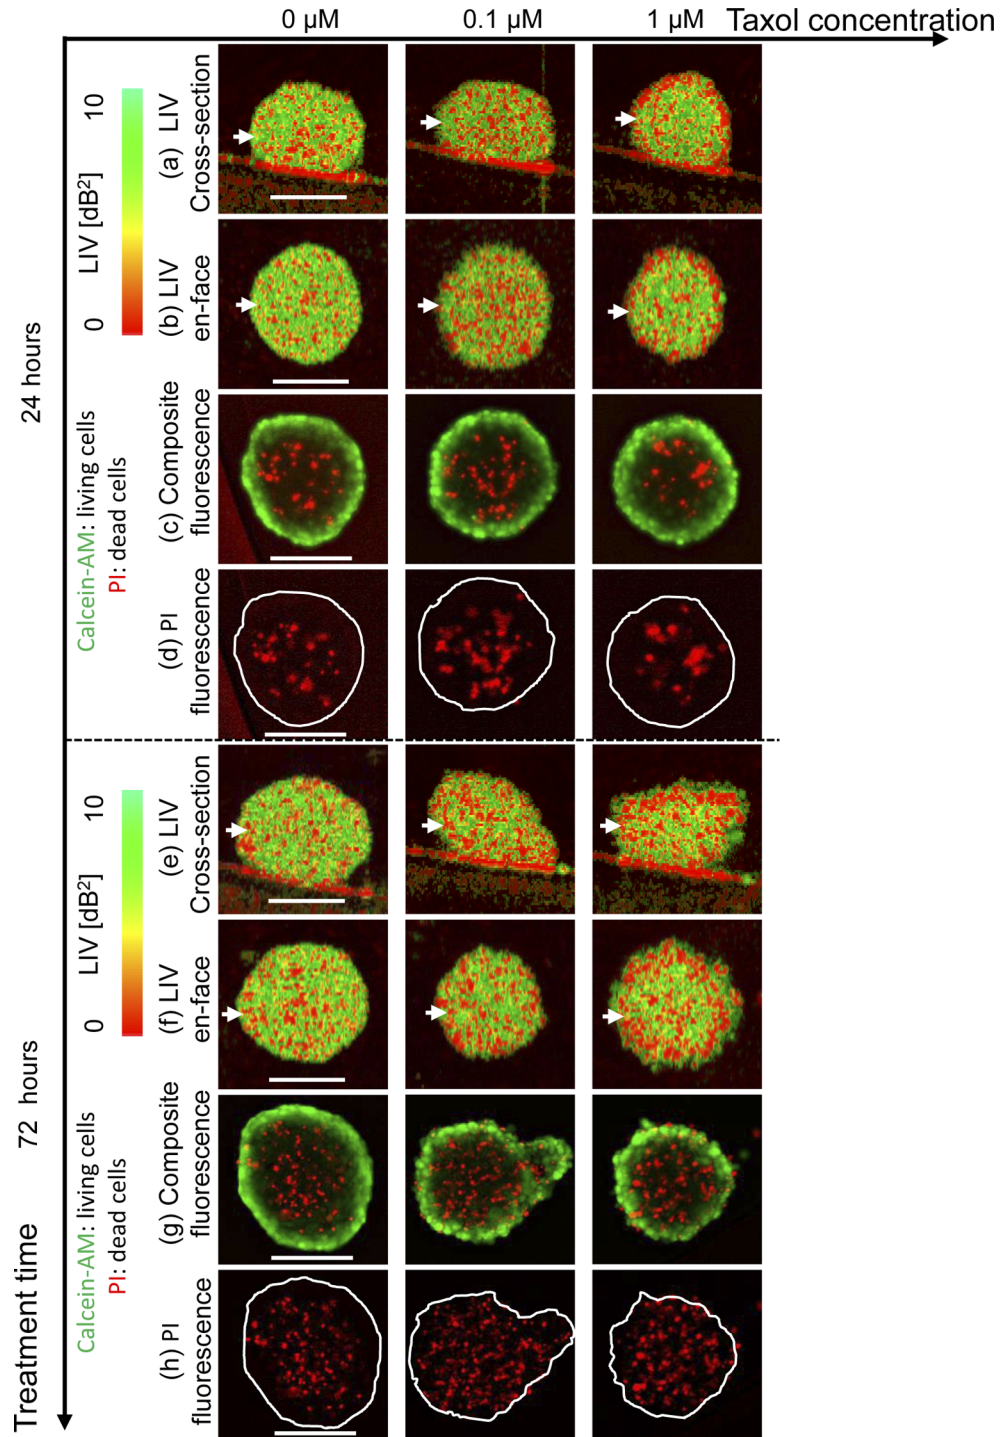 0 µM 0.1 µM 1 µM Taxol concentration
24 hours
0 LIV [dB²] 10
(a) LIV
Cross-section
(b) LIV
en-face
Calcein-AM: living cells
PI: dead cells
(c) Composite
fluorescence
(d) PI
fluorescence
Treatment time 72 hours
0 LIV [dB²] 10
(e) LIV
Cross-section
(f) LIV
en-face
Calcein-AM: living cells
PI: dead cells
(g) Composite
fluorescence
(h) PI
fluorescence